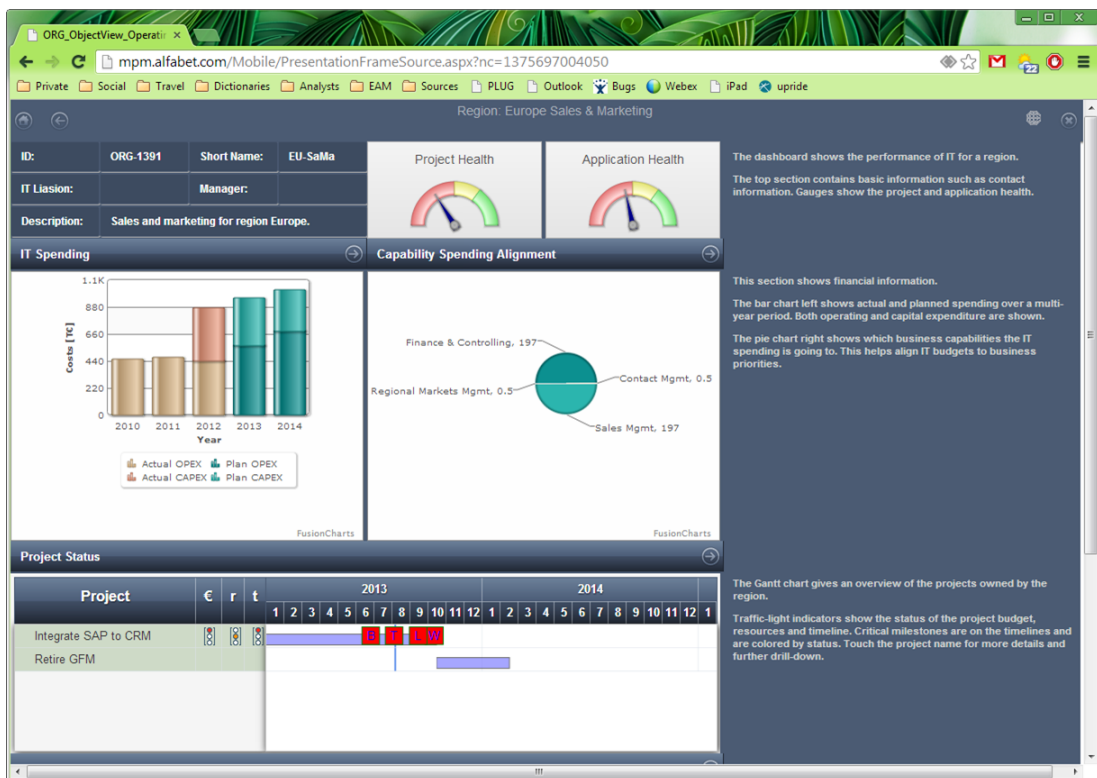 ORG_ObjectView_Operatin
mpm.alfabet.com/Mobile/PresentationFrameSource.aspx?nc=1375697004050
22
Private Social Travel Dictionaries Analysts EAM Sources PLUG Outlook Bugs Webex iPad upride
Region: Europe Sales & Marketing
ID: ORG-1391 Short Name: EU-SaMa
IT Liasion: Manager:
Description: Sales and marketing for region Europe.
Project Health
Application Health
The dashboard shows the performance of IT for a region.
The top section contains basic information such as contact
information. Gauges show the project and application health.
IT Spending
Capability Spending Alignment
1.1K
880
660
440
220
0
Costs [TC]
2010 2011 2012 2013 2014
Year
Actual OPEX Plan OPEX
Actual CAPEX Plan CAPEX
FusionCharts
Finance & Controlling, 197
Contact Mgmt, 0.5
Regional Markets Mgmt, 0.5
Sales Mgmt, 197
FusionCharts
This section shows financial information.
The bar chart left shows actual and planned spending over a multi-
year period. Both operating and capital expenditure are shown.
The pie chart right shows which business capabilities the IT
spending is going to. This helps align IT budgets to business
priorities.
Project Status
Project € r t
2013 2014
1 2 3 4 5 6 7 8 9 10 11 12 1 2 3 4 5 6 7 8 9 10 11 12 1
Integrate SAP to CRM B T L W
Retire GFM
The Gantt chart gives an overview of the projects owned by the
region.
Traffic-light indicators show the status of the project budget,
resources and timeline. Critical milestones are on the timelines and
are colored by status. Touch the project name for more details and
further drill-down.